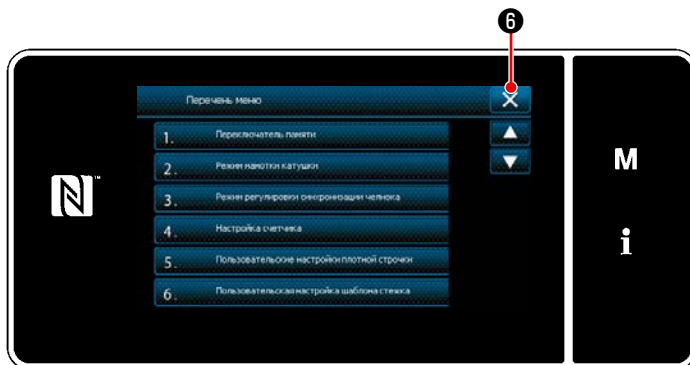 ❻
Перечень меню
1. Переключатель памяти
2. Режим намотки катушки
3. Режим регулировки синхронизации челнока
4. Настройка счетчика
5. Пользовательские настройки плотной строчки
6. Пользовательская настройка шаблона стежка
M
i
N